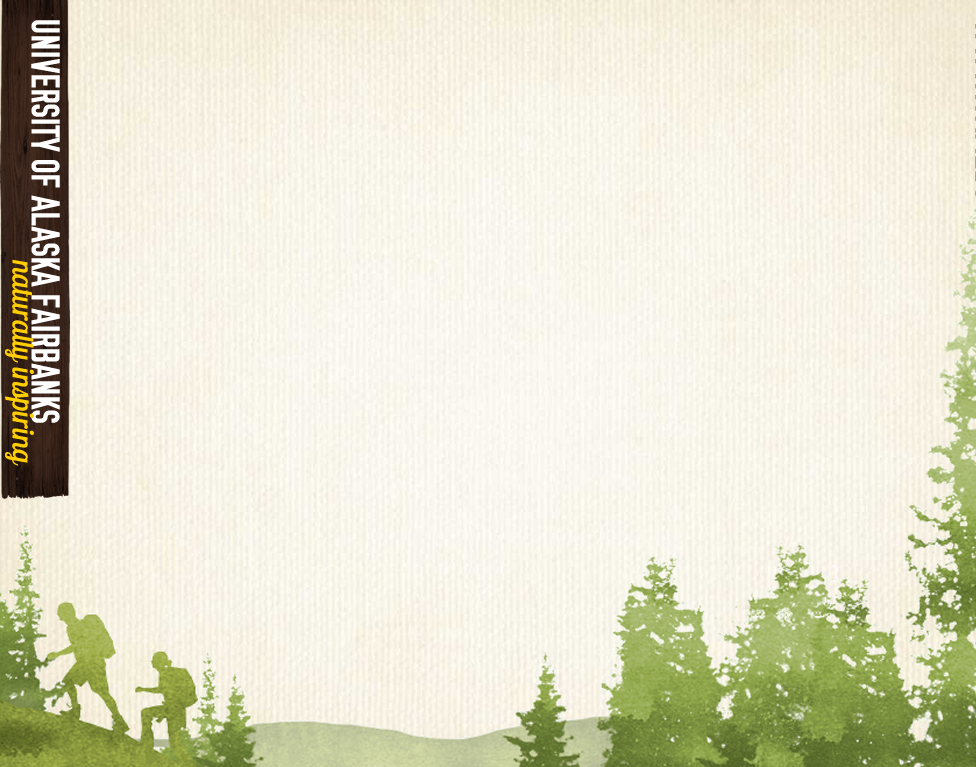 UNIVERSITY OF ALASKA FAIRBANKS
naturally inspiring